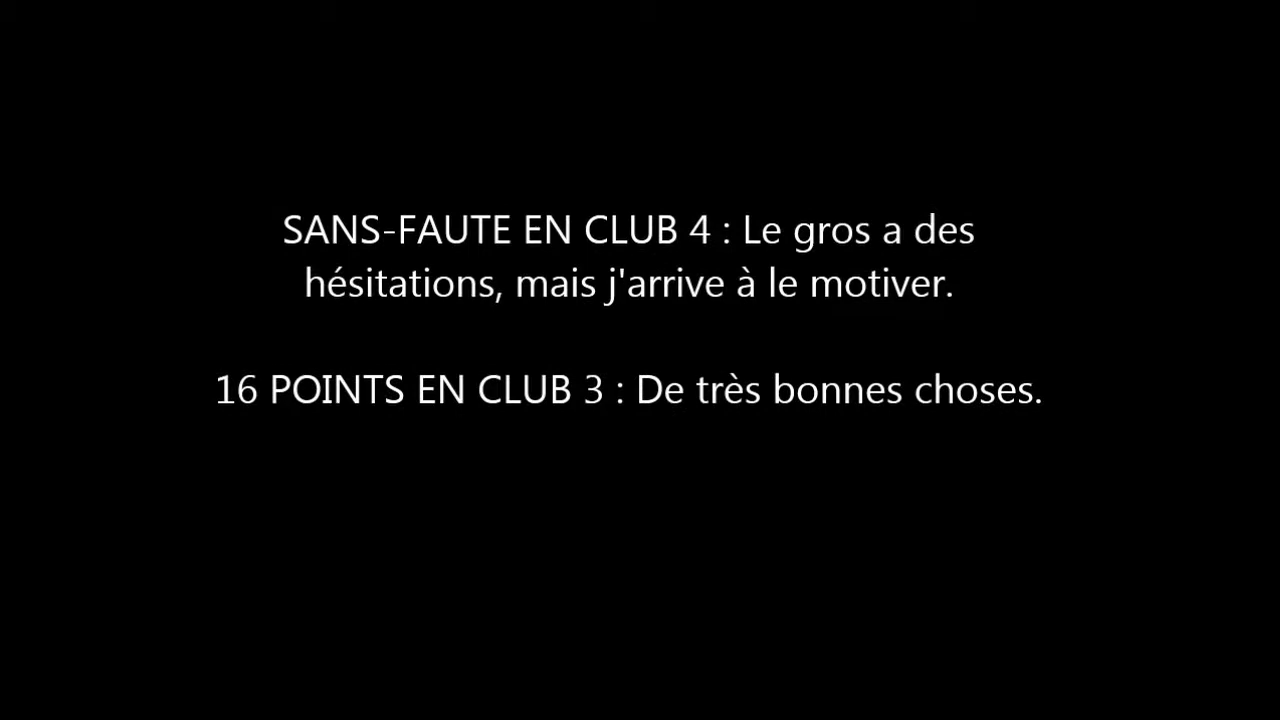 SANS-FAUTE EN CLUB 4 : Le gros a des
hésitations, mais j'arrive à le motiver.
16 POINTS EN CLUB 3 : De très bonnes choses.